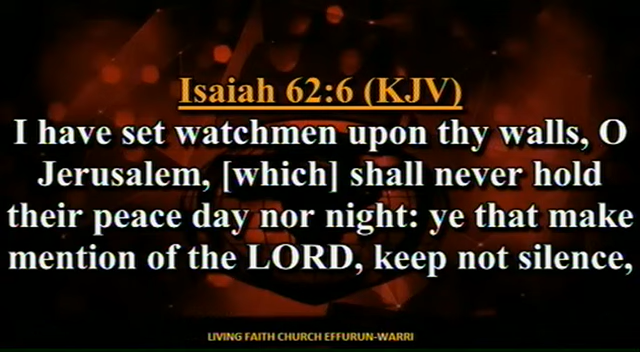 Isaiah 62:6 (KJV)
I have set watchmen upon thy walls, O
Jerusalem, [which] shall never hold
their peace day nor night: ye that make
mention of the LORD, keep not silence,
LIVING FAITH CHURCH EFFURUN-WARRI